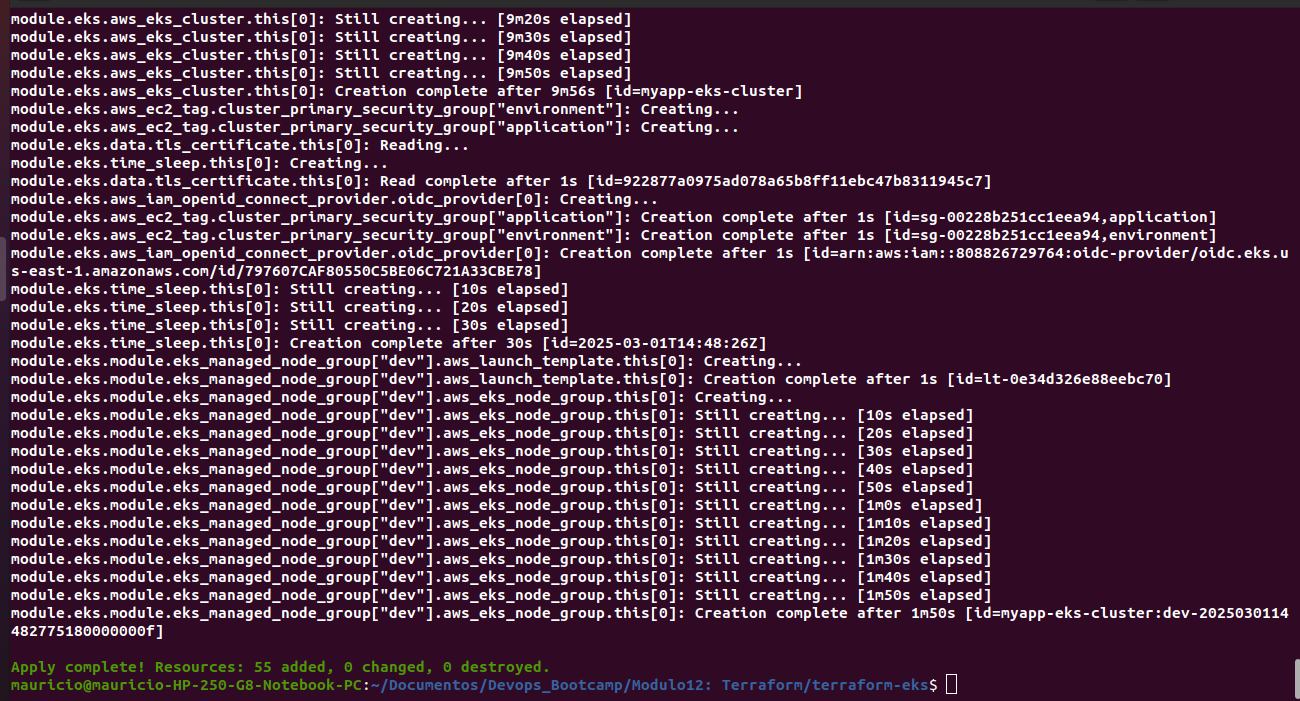 module.eks.aws_eks_cluster.this[0]: Still creating... [9m20s elapsed]
module.eks.aws_eks_cluster.this[0]: Still creating... [9m30s elapsed]
module.eks.aws_eks_cluster.this[0]: Still creating... [9m40s elapsed]
module.eks.aws_eks_cluster.this[0]: Still creating... [9m50s elapsed]
module.eks.aws_eks_cluster.this[0]: Creation complete after 9m56s [id=myapp-eks-cluster]
module.eks.aws_ec2_tag.cluster_primary_security_group["environment"]: Creating...
module.eks.aws_ec2_tag.cluster_primary_security_group["application"]: Creating...
module.eks.data.tls_certificate.this[0]: Reading...
module.eks.time_sleep.this[0]: Creating...
module.eks.data.tls_certificate.this[0]: Read complete after 1s [id=922877a0975ad078a65b8ff11ebc47b8311945c7]
module.eks.aws_iam_openid_connect_provider.oidc_provider[0]: Creating...
module.eks.aws_ec2_tag.cluster_primary_security_group["application"]: Creation complete after 1s [id=sg-00228b251cc1eea94,application]
module.eks.aws_ec2_tag.cluster_primary_security_group["environment"]: Creation complete after 1s [id=sg-00228b251cc1eea94,environment]
module.eks.aws_iam_openid_connect_provider.oidc_provider[0]: Creation complete after 1s [id=arn:aws:iam::808826729764:oidc-provider/oidc.eks.u
s-east-1.amazonaws.com/id/797607CAF80550C5BE06C721A33CBE78]
module.eks.time_sleep.this[0]: Still creating... [10s elapsed]
module.eks.time_sleep.this[0]: Still creating... [20s elapsed]
module.eks.time_sleep.this[0]: Still creating... [30s elapsed]
module.eks.time_sleep.this[0]: Creation complete after 30s [id=2025-03-01T14:48:26Z]
module.eks.module.eks_managed_node_group["dev"].aws_launch_template.this[0]: Creating...
module.eks.module.eks_managed_node_group["dev"].aws_launch_template.this[0]: Creation complete after 1s [id=lt-0e34d326e88eebc70]
module.eks.module.eks_managed_node_group["dev"].aws_eks_node_group.this[0]: Creating...
module.eks.module.eks_managed_node_group["dev"].aws_eks_node_group.this[0]: Still creating... [10s elapsed]
module.eks.module.eks_managed_node_group["dev"].aws_eks_node_group.this[0]: Still creating... [20s elapsed]
module.eks.module.eks_managed_node_group["dev"].aws_eks_node_group.this[0]: Still creating... [30s elapsed]
module.eks.module.eks_managed_node_group["dev"].aws_eks_node_group.this[0]: Still creating... [40s elapsed]
module.eks.module.eks_managed_node_group["dev"].aws_eks_node_group.this[0]: Still creating... [50s elapsed]
module.eks.module.eks_managed_node_group["dev"].aws_eks_node_group.this[0]: Still creating... [1m0s elapsed]
module.eks.module.eks_managed_node_group["dev"].aws_eks_node_group.this[0]: Still creating... [1m10s elapsed]
module.eks.module.eks_managed_node_group["dev"].aws_eks_node_group.this[0]: Still creating... [1m20s elapsed]
module.eks.module.eks_managed_node_group["dev"].aws_eks_node_group.this[0]: Still creating... [1m30s elapsed]
module.eks.module.eks_managed_node_group["dev"].aws_eks_node_group.this[0]: Still creating... [1m40s elapsed]
module.eks.module.eks_managed_node_group["dev"].aws_eks_node_group.this[0]: Still creating... [1m50s elapsed]
module.eks.module.eks_managed_node_group["dev"].aws_eks_node_group.this[0]: Creation complete after 1m50s [id=myapp-eks-cluster:dev-2025030114
482775180000000f]
Apply complete! Resources: 55 added, 0 changed, 0 destroyed.
mauricio@mauricio-HP-250-G8-Notebook-PC:~/Documentos/Devops_Bootcamp/Modulo12: Terraform/terraform-eks$